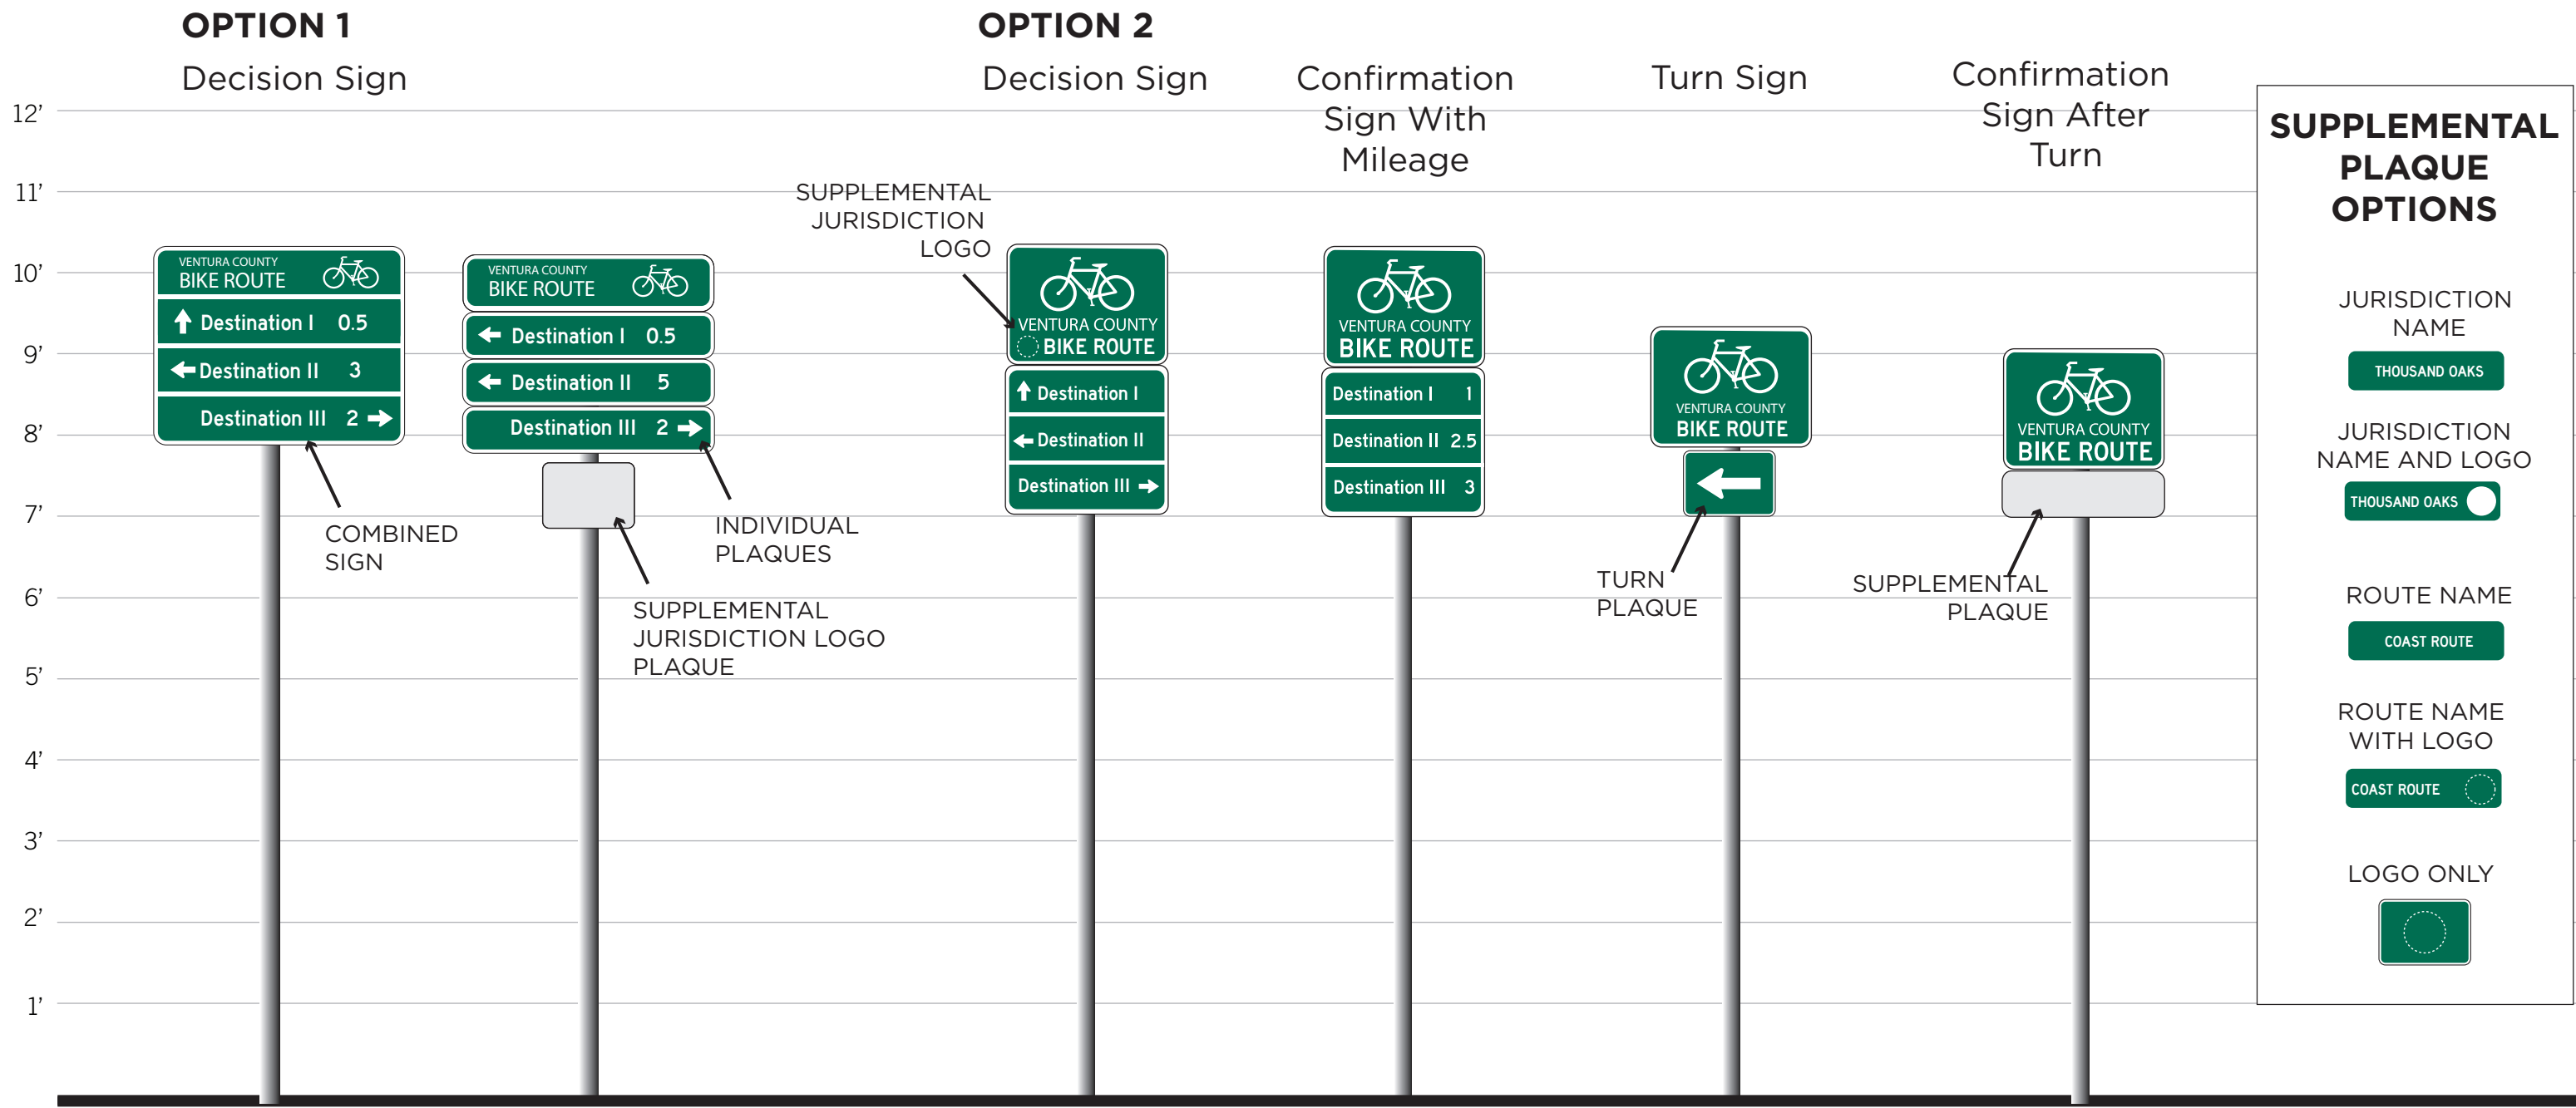 OPTION 1
Decision Sign
OPTION 2
Decision Sign
Confirmation
Sign With
Mileage
Turn Sign
Confirmation
Sign After
Turn
12’
11’
10’
9’
8’
7’
6’
5’
4’
3’
2’
1’
VENTURA COUNTY
BIKE ROUTE
Destination I 0.5
Destination II 3
Destination III 2
COMBINED
SIGN
VENTURA COUNTY
BIKE ROUTE
Destination I 0.5
Destination II 5
Destination III 2
INDIVIDUAL
PLAQUES
SUPPLEMENTAL
JURISDICTION LOGO
PLAQUE
SUPPLEMENTAL
JURISDICTION
LOGO
VENTURA COUNTY
BIKE ROUTE
Destination I
Destination II
Destination III
VENTURA COUNTY
BIKE ROUTE
Destination I 1
Destination II 2.5
Destination III 3
VENTURA COUNTY
BIKE ROUTE
TURN
PLAQUE
VENTURA COUNTY
BIKE ROUTE
SUPPLEMENTAL
PLAQUE
SUPPLEMENTAL
PLAQUE
OPTIONS
JURISDICTION
NAME
THOUSAND OAKS
JURISDICTION
NAME AND LOGO
THOUSAND OAKS
ROUTE NAME
COAST ROUTE
ROUTE NAME
WITH LOGO
COAST ROUTE
LOGO ONLY